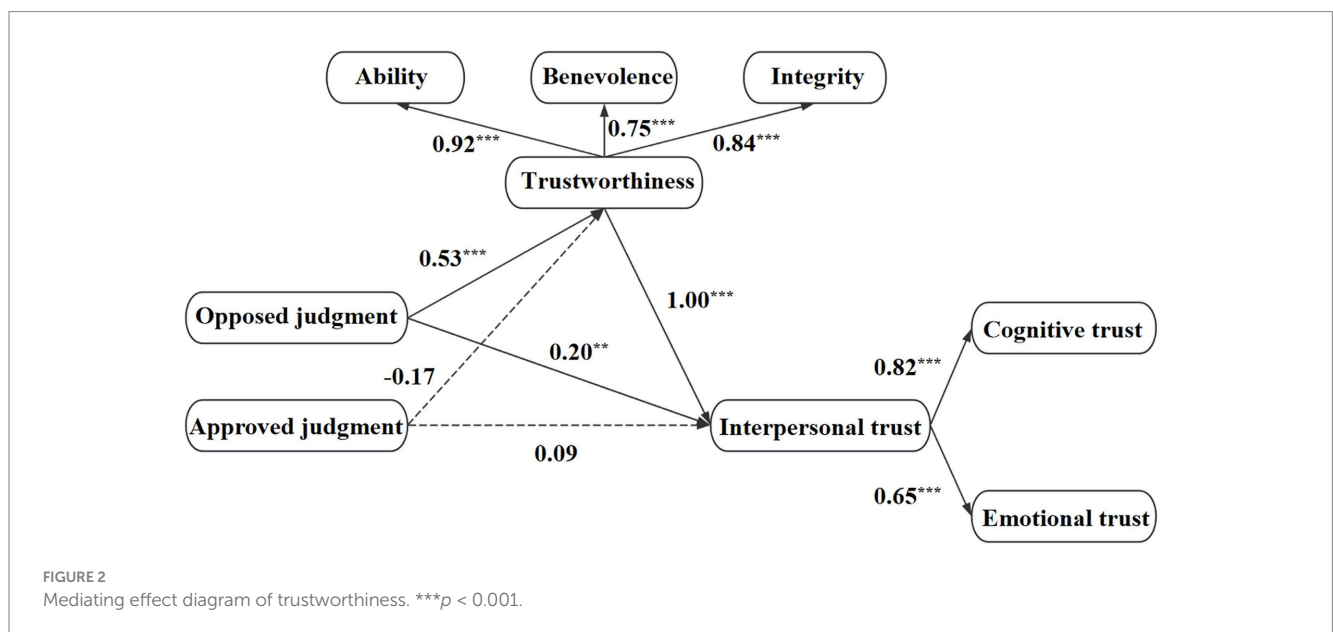 Ability
Benevolence
Integrity
0.92***
0.75***
0.84***
Trustworthiness
0.53***
1.00***
Opposed judgment
Cognitive trust
0.20**
-0.17
0.82***
Approved judgment
Interpersonal trust
0.09
0.65***
Emotional trust
FIGURE 2
Mediating effect diagram of trustworthiness. ***p < 0.001.